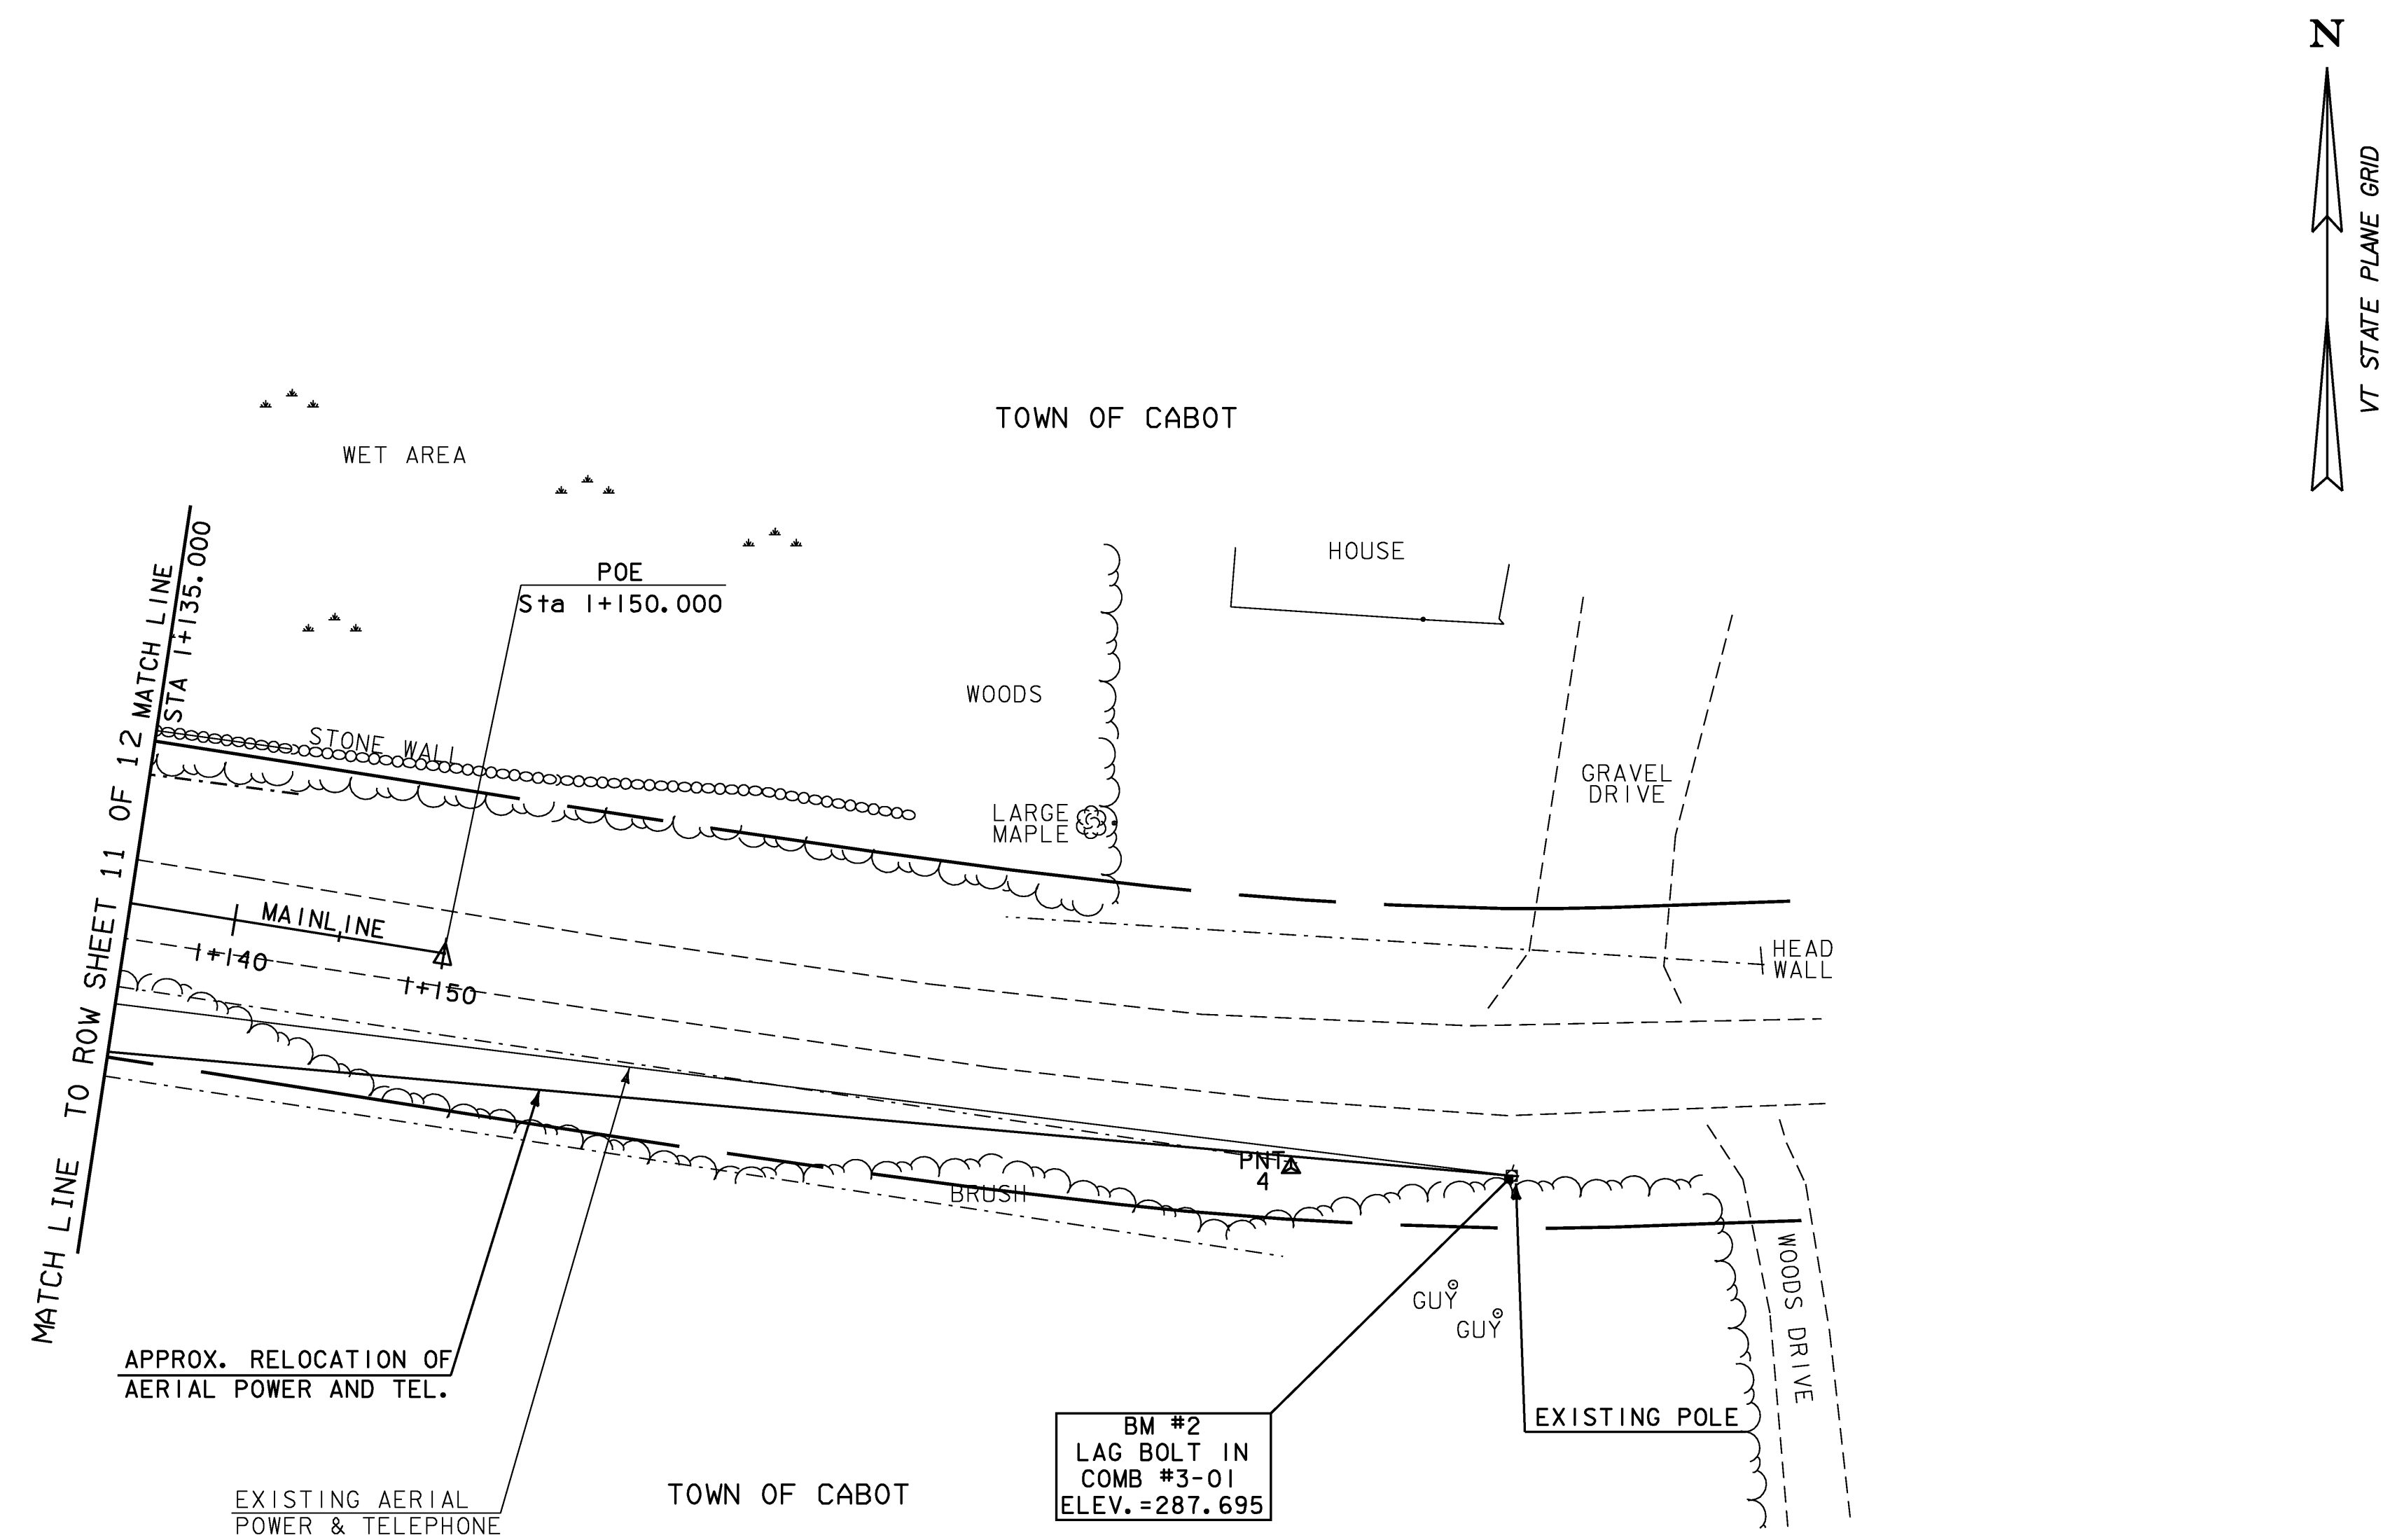 N
VT STATE PLANE GRID
TOWN OF CABOT
WET AREA
MATCH LINE
STA 1+135.000
POE
Sta 1+150.000
HOUSE
WOODS
STONE WALL
GRAVEL
DRIVE
LARGE
MAPLE
MATCH LINE TO ROW SHEET 11 OF 12
MAINLINE
1+140
1+150
HEAD
WALL
PNT
4
BRUSH
GUY
GUY
WOODS DRIVE
APPROX. RELOCATION OF
AERIAL POWER AND TEL.
BM #2
LAG BOLT IN
COMB #3-01
ELEV.=287.695
EXISTING POLE
EXISTING AERIAL
POWER & TELEPHONE
TOWN OF CABOT